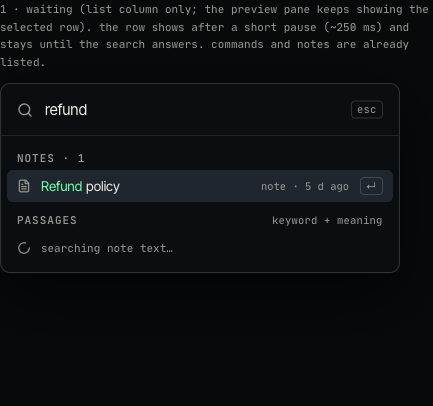 1 · waiting (list column only; the preview pane keeps showing the
selected row). the row shows after a short pause (~250 ms) and
stays until the search answers. commands and notes are already
listed.
refund esc
NOTES · 1
Refund policy note · 5 d ago ↵
PASSAGES keyword + meaning
searching note text…